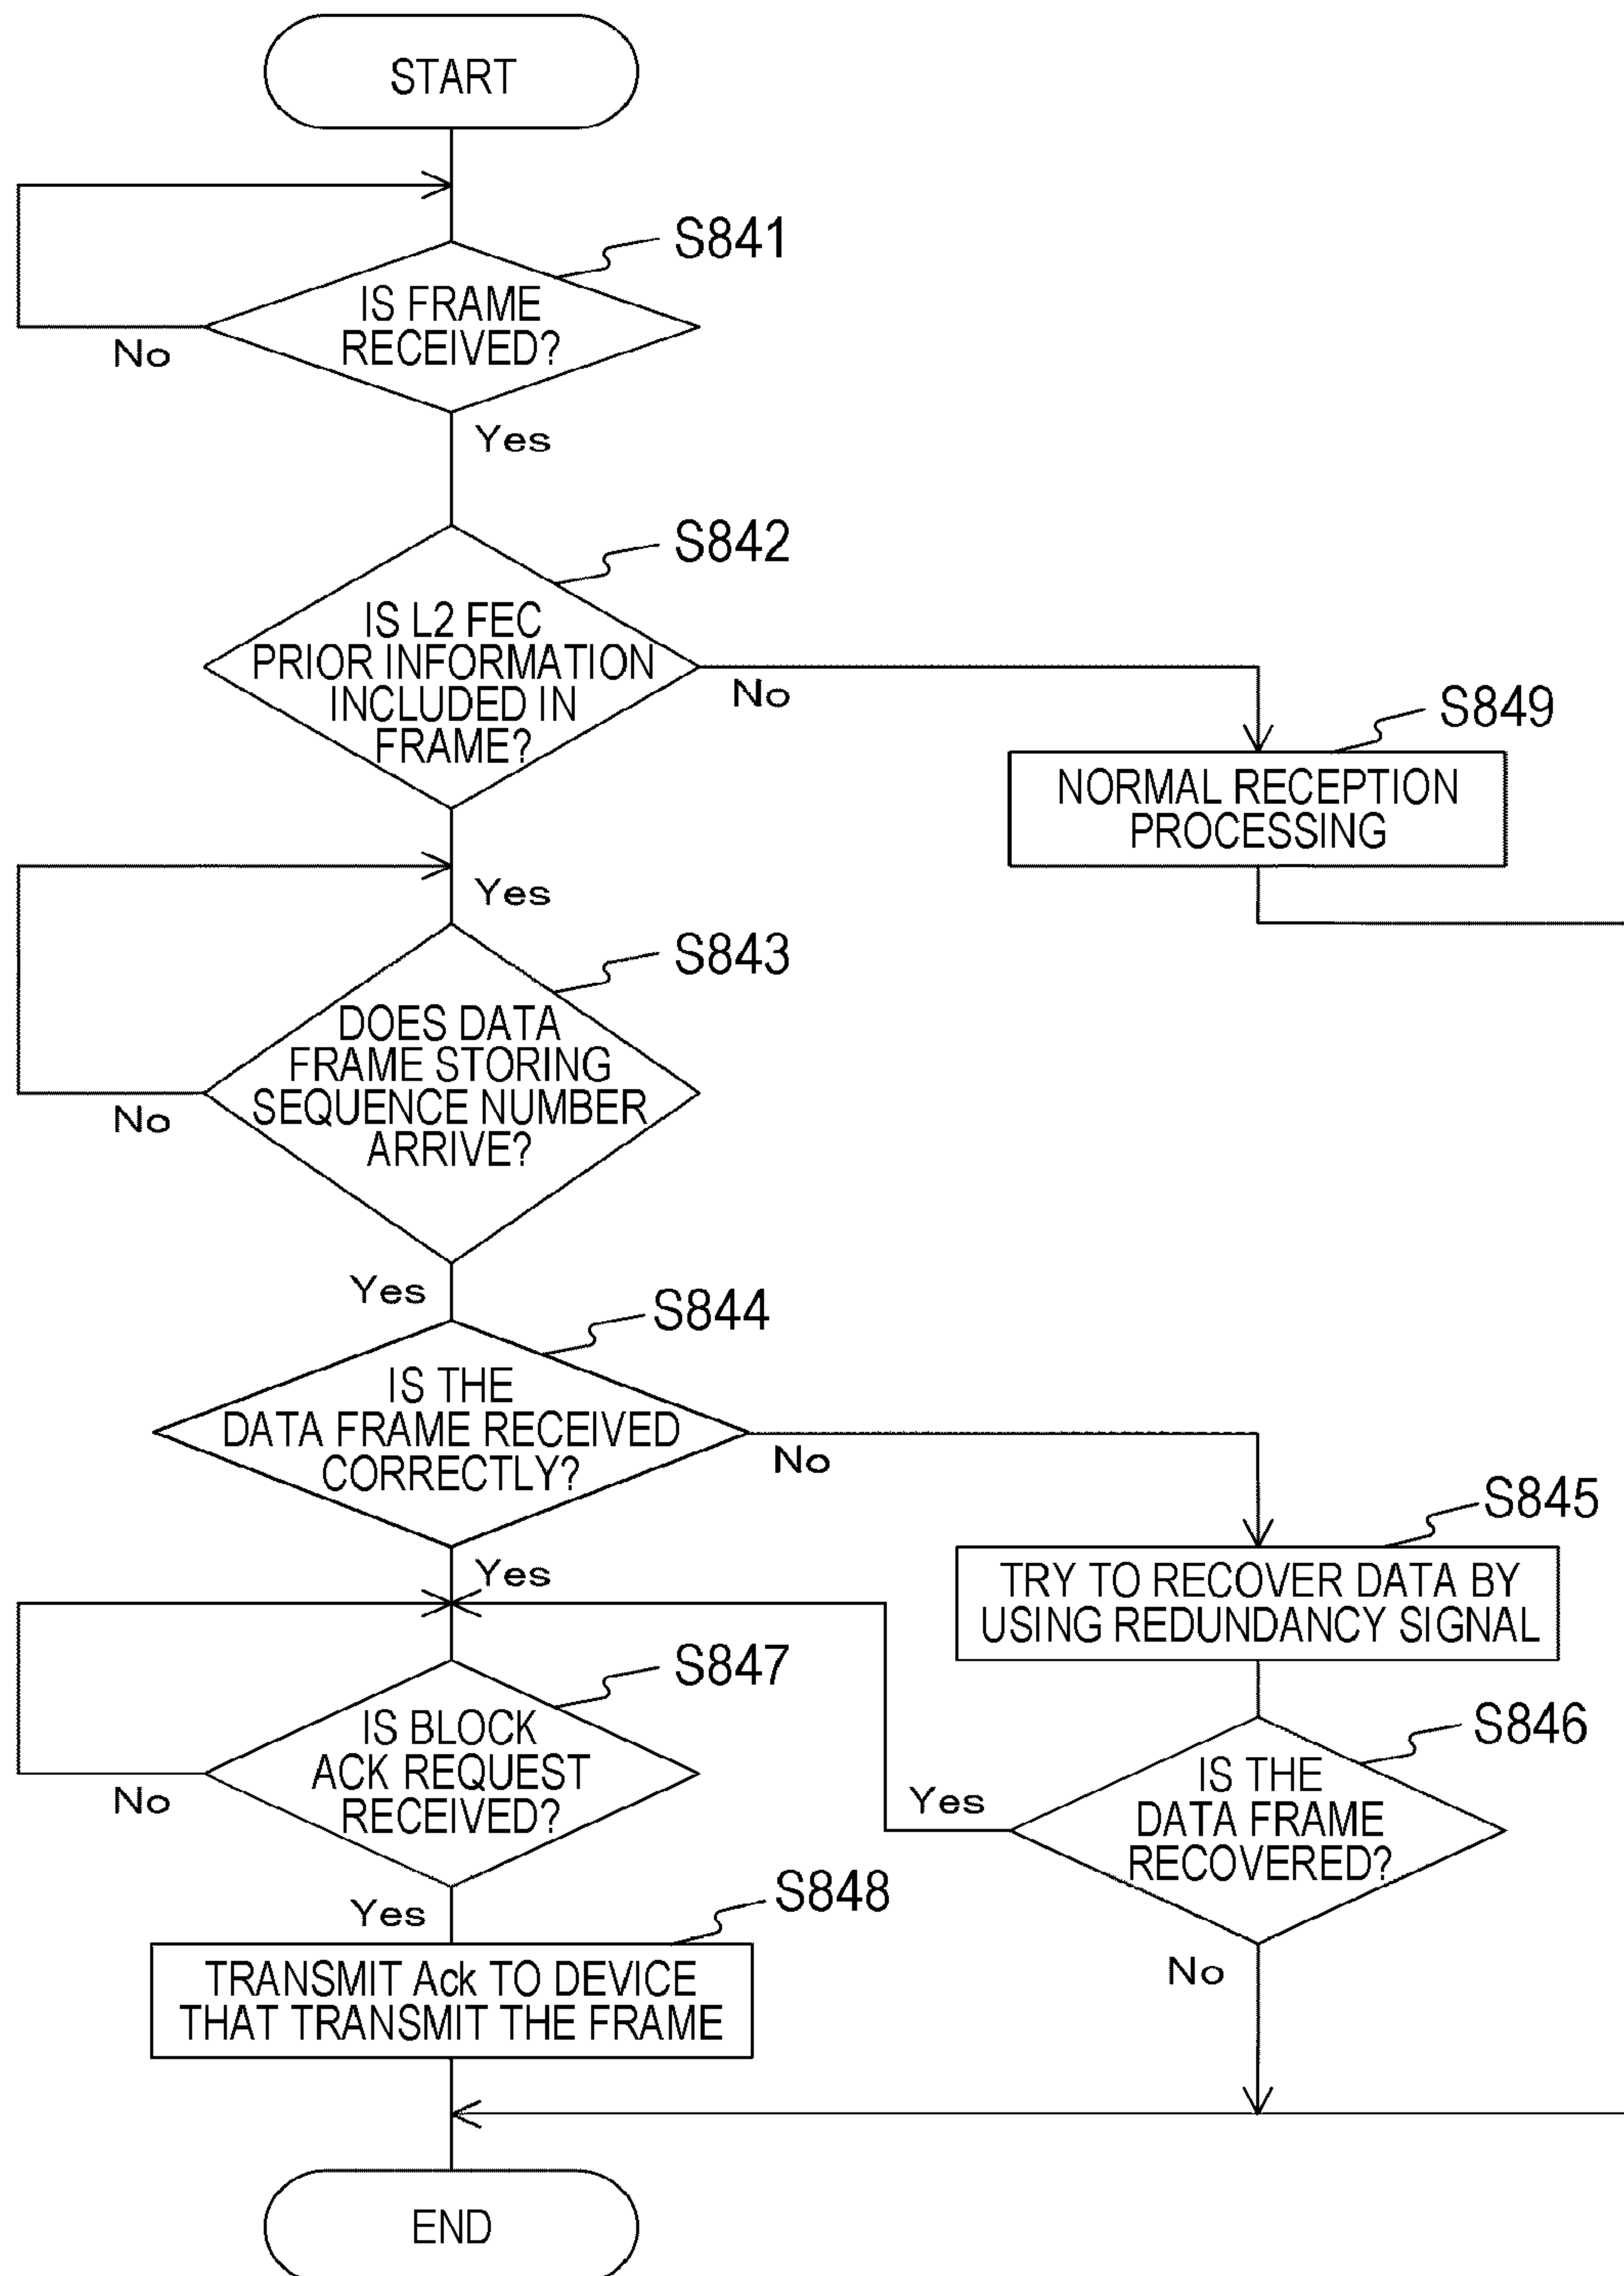 START
S841
IS FRAME
RECEIVED?
No
Yes
S842
IS L2 FEC
PRIOR INFORMATION
INCLUDED IN
FRAME?
No
S849
NORMAL RECEPTION
PROCESSING
Yes
S843
DOES DATA
FRAME STORING
SEQUENCE NUMBER
ARRIVE?
No
Yes
S844
IS THE
DATA FRAME RECEIVED
CORRECTLY?
No
S845
TRY TO RECOVER DATA BY
USING REDUNDANCY SIGNAL
Yes
S847
IS BLOCK
ACK REQUEST
RECEIVED?
No
S846
IS THE
DATA FRAME
RECOVERED?
Yes
No
Yes
S848
TRANSMIT Ack TO DEVICE
THAT TRANSMIT THE FRAME
END